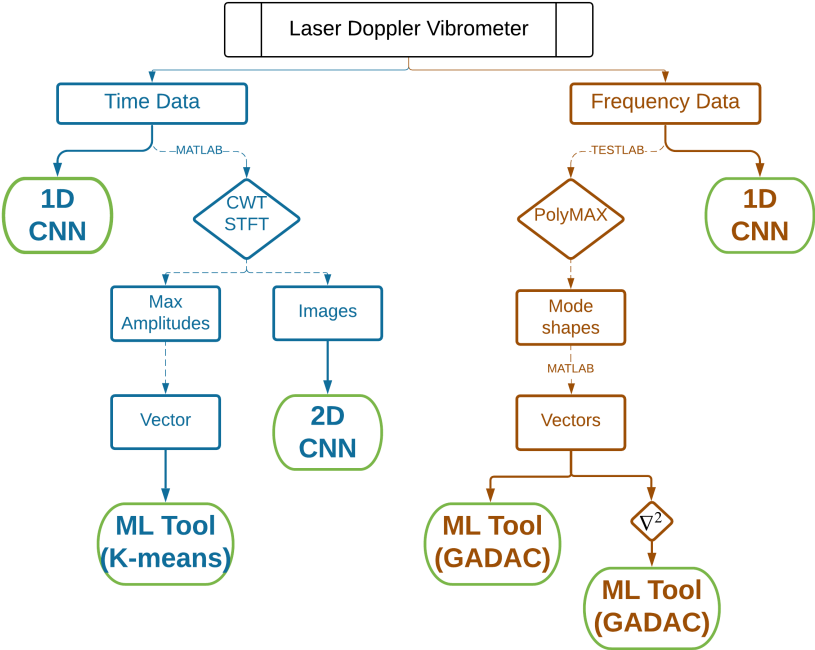 Laser Doppler Vibrometer
Time Data
Frequency Data
MATLAB
TESTLAB
1D
CNN
CWT
STFT
PolyMAX
1D
CNN
Max
Amplitudes
Images
Mode
shapes
MATLAB
Vector
2D
CNN
Vectors
ML Tool
(K-means)
ML Tool
(GADAC)
∇²
ML Tool
(GADAC)